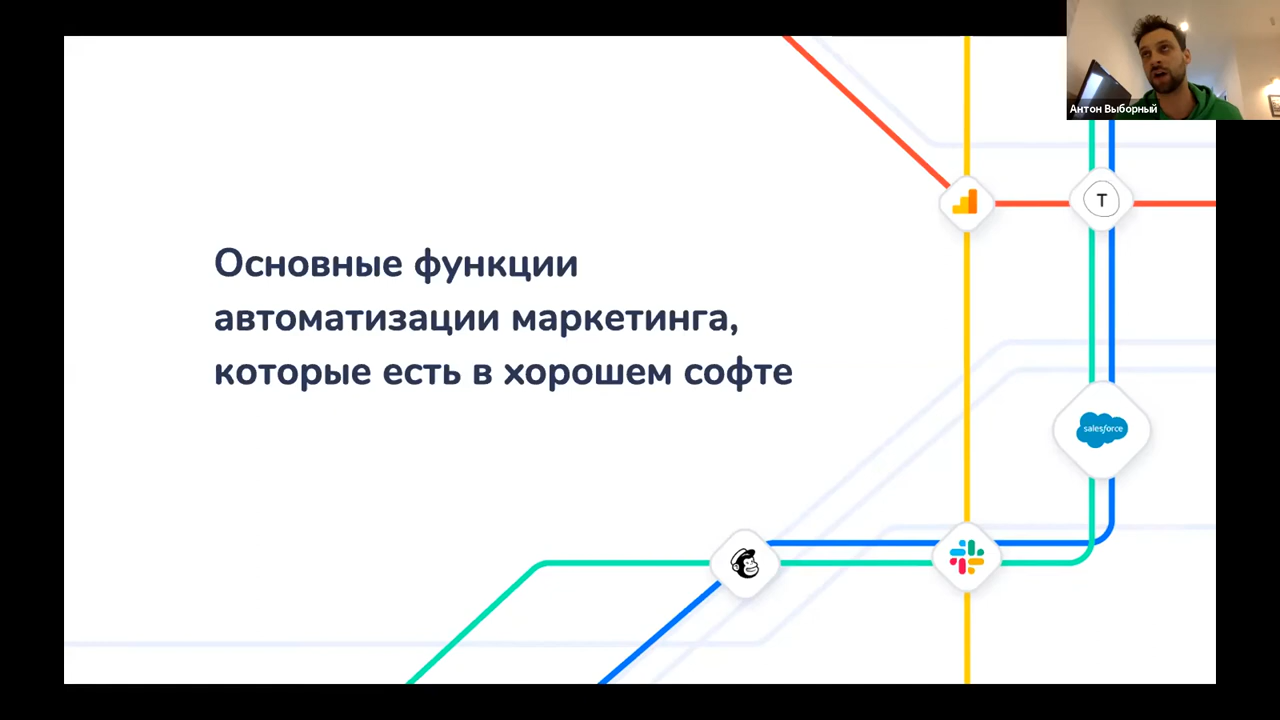 Антон Выборный
Основные функции
автоматизации маркетинга,
которые есть в хорошем софте
T
salesforce